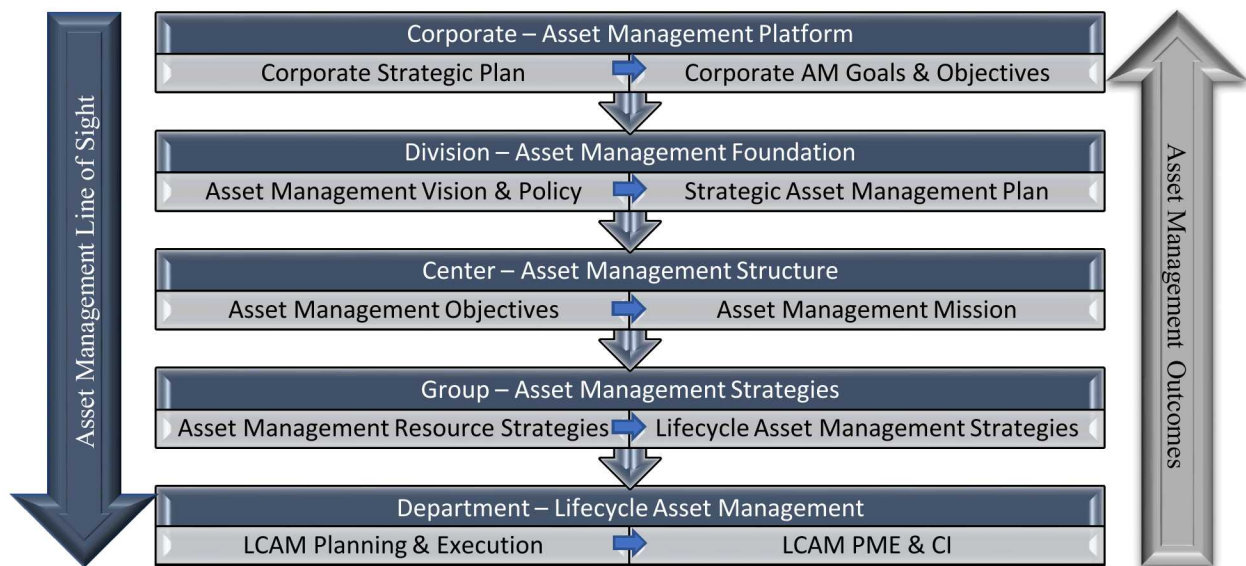 Asset Management Line of Sight
Corporate – Asset Management Platform
Corporate Strategic Plan
Corporate AM Goals & Objectives
Division – Asset Management Foundation
Asset Management Vision & Policy
Strategic Asset Management Plan
Center – Asset Management Structure
Asset Management Objectives
Asset Management Mission
Group – Asset Management Strategies
Asset Management Resource Strategies
Lifecycle Asset Management Strategies
Department – Lifecycle Asset Management
LCAM Planning & Execution
LCAM PME & CI
Asset Management Outcomes